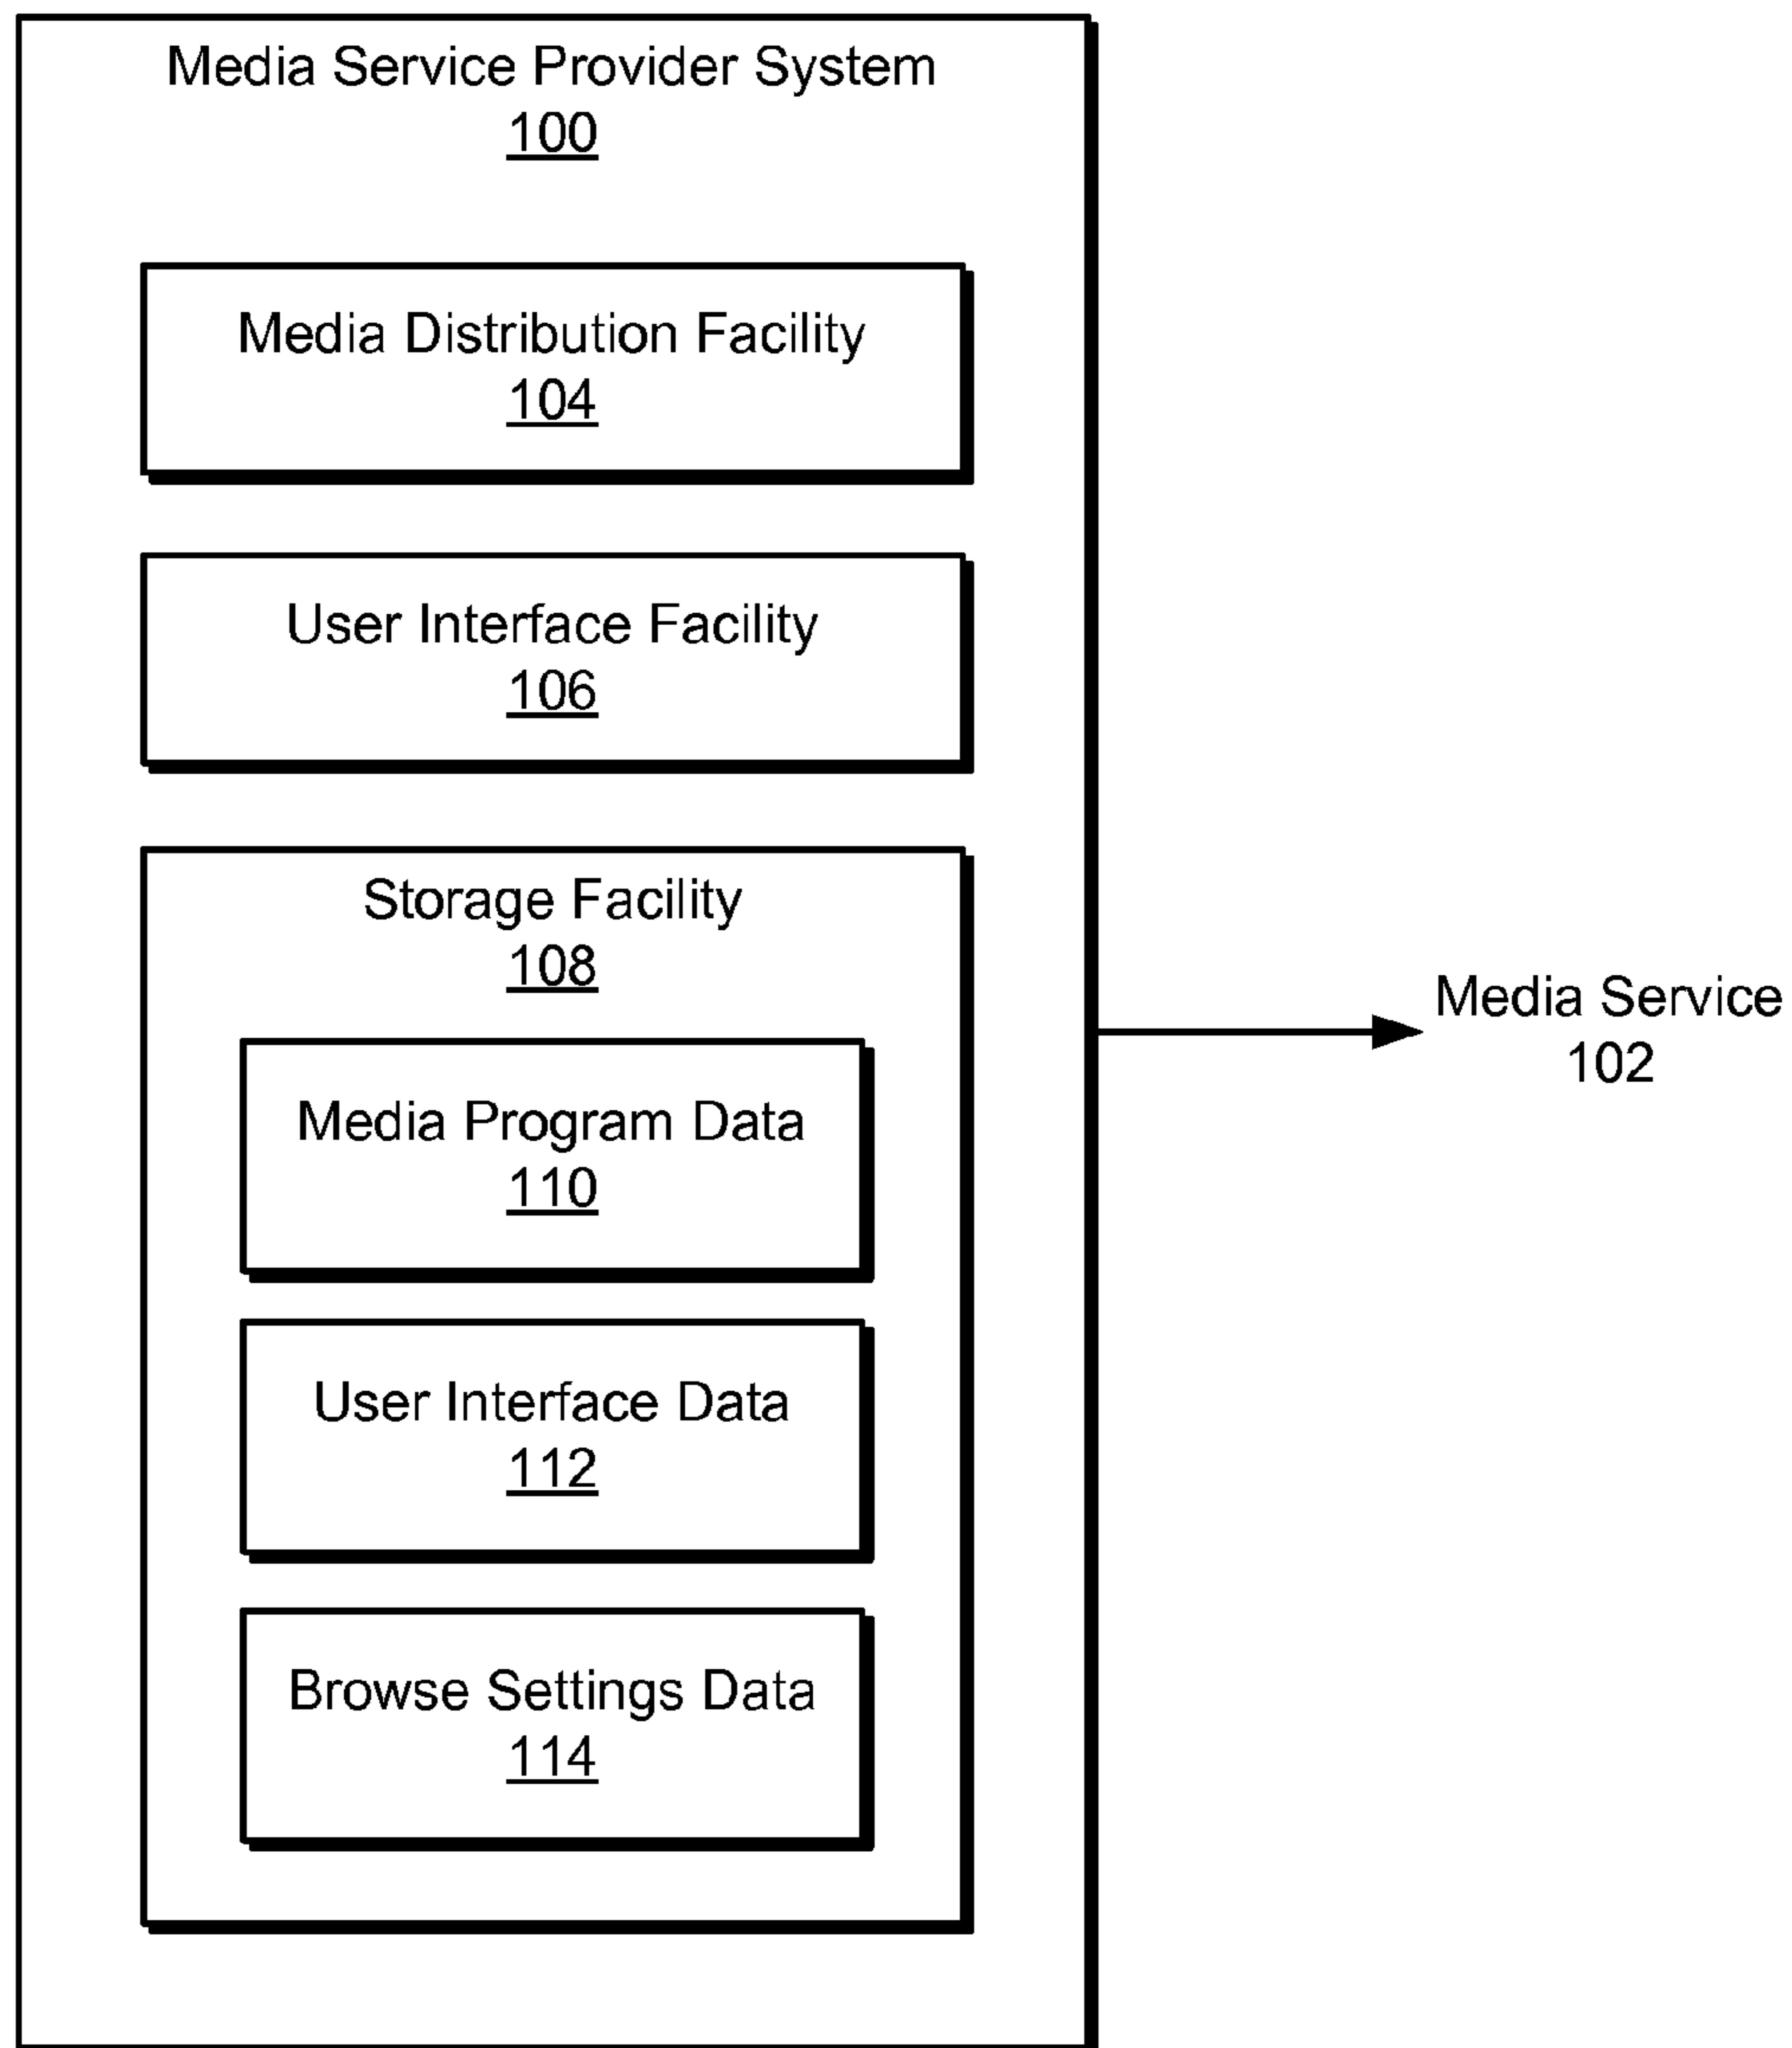 Media Service Provider System
100
Media Distribution Facility
104
User Interface Facility
106
Storage Facility
108
Media Program Data
110
User Interface Data
112
Browse Settings Data
114
Media Service
102